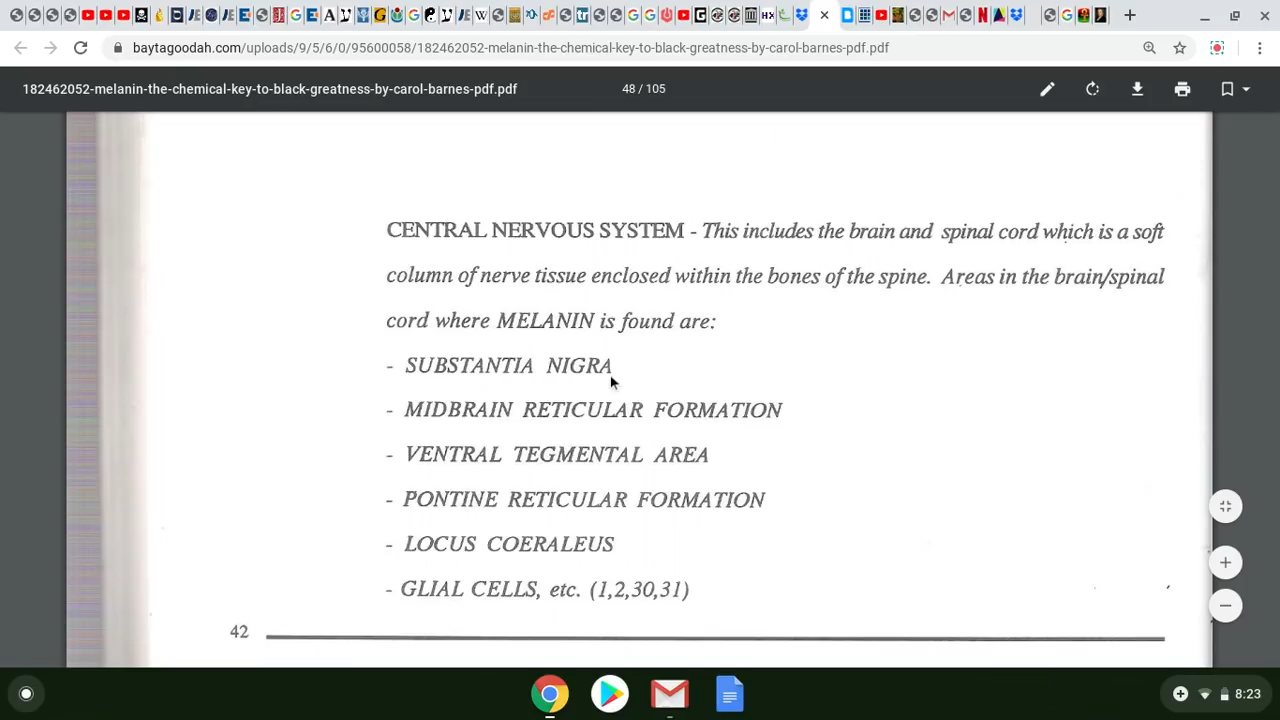 baytagoodah.com/uploads/9/5/6/0/95600058/182462052-melanin-the-chemical-key-to-black-greatness-by-carol-barnes-pdf.pdf
182462052-melanin-the-chemical-key-to-black-greatness-by-carol-barnes-pdf.pdf
48 / 105
CENTRAL NERVOUS SYSTEM - This includes the brain and spinal cord which is a soft
column of nerve tissue enclosed within the bones of the spine. Areas in the brain/spinal
cord where MELANIN is found are:
- SUBSTANTIA NIGRA
- MIDBRAIN RETICULAR FORMATION
- VENTRAL TEGMENTAL AREA
- PONTINE RETICULAR FORMATION
- LOCUS COERALEUS
- GLIAL CELLS, etc. (1,2,30,31)
42
8:23